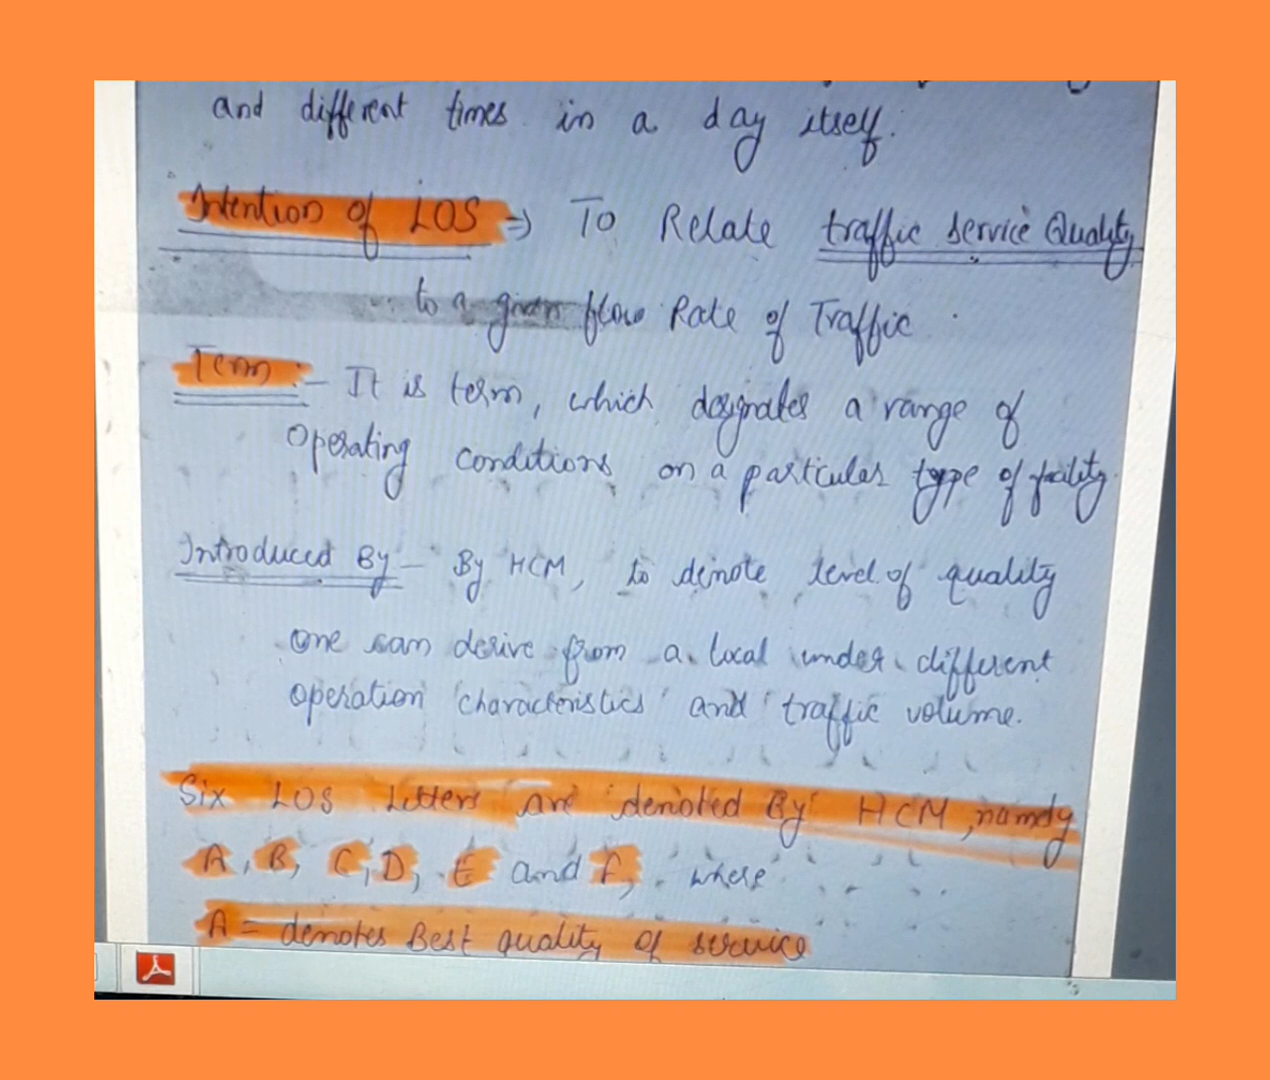 and different times in a day itself.
Intention of LOS => To Relate traffic service Quality
to a given flow Rate of Traffic.
Term :- It is term, which designates a range of
operating conditions on a particular type of facility.
Introduced By - By HCM, to denote level of quality
one can derive from a local under different
operation characteristics and traffic volume.
Six LOS Letters are denoted By HCM, namely
A, B, C, D, E and F, where
A = denotes Best quality of service